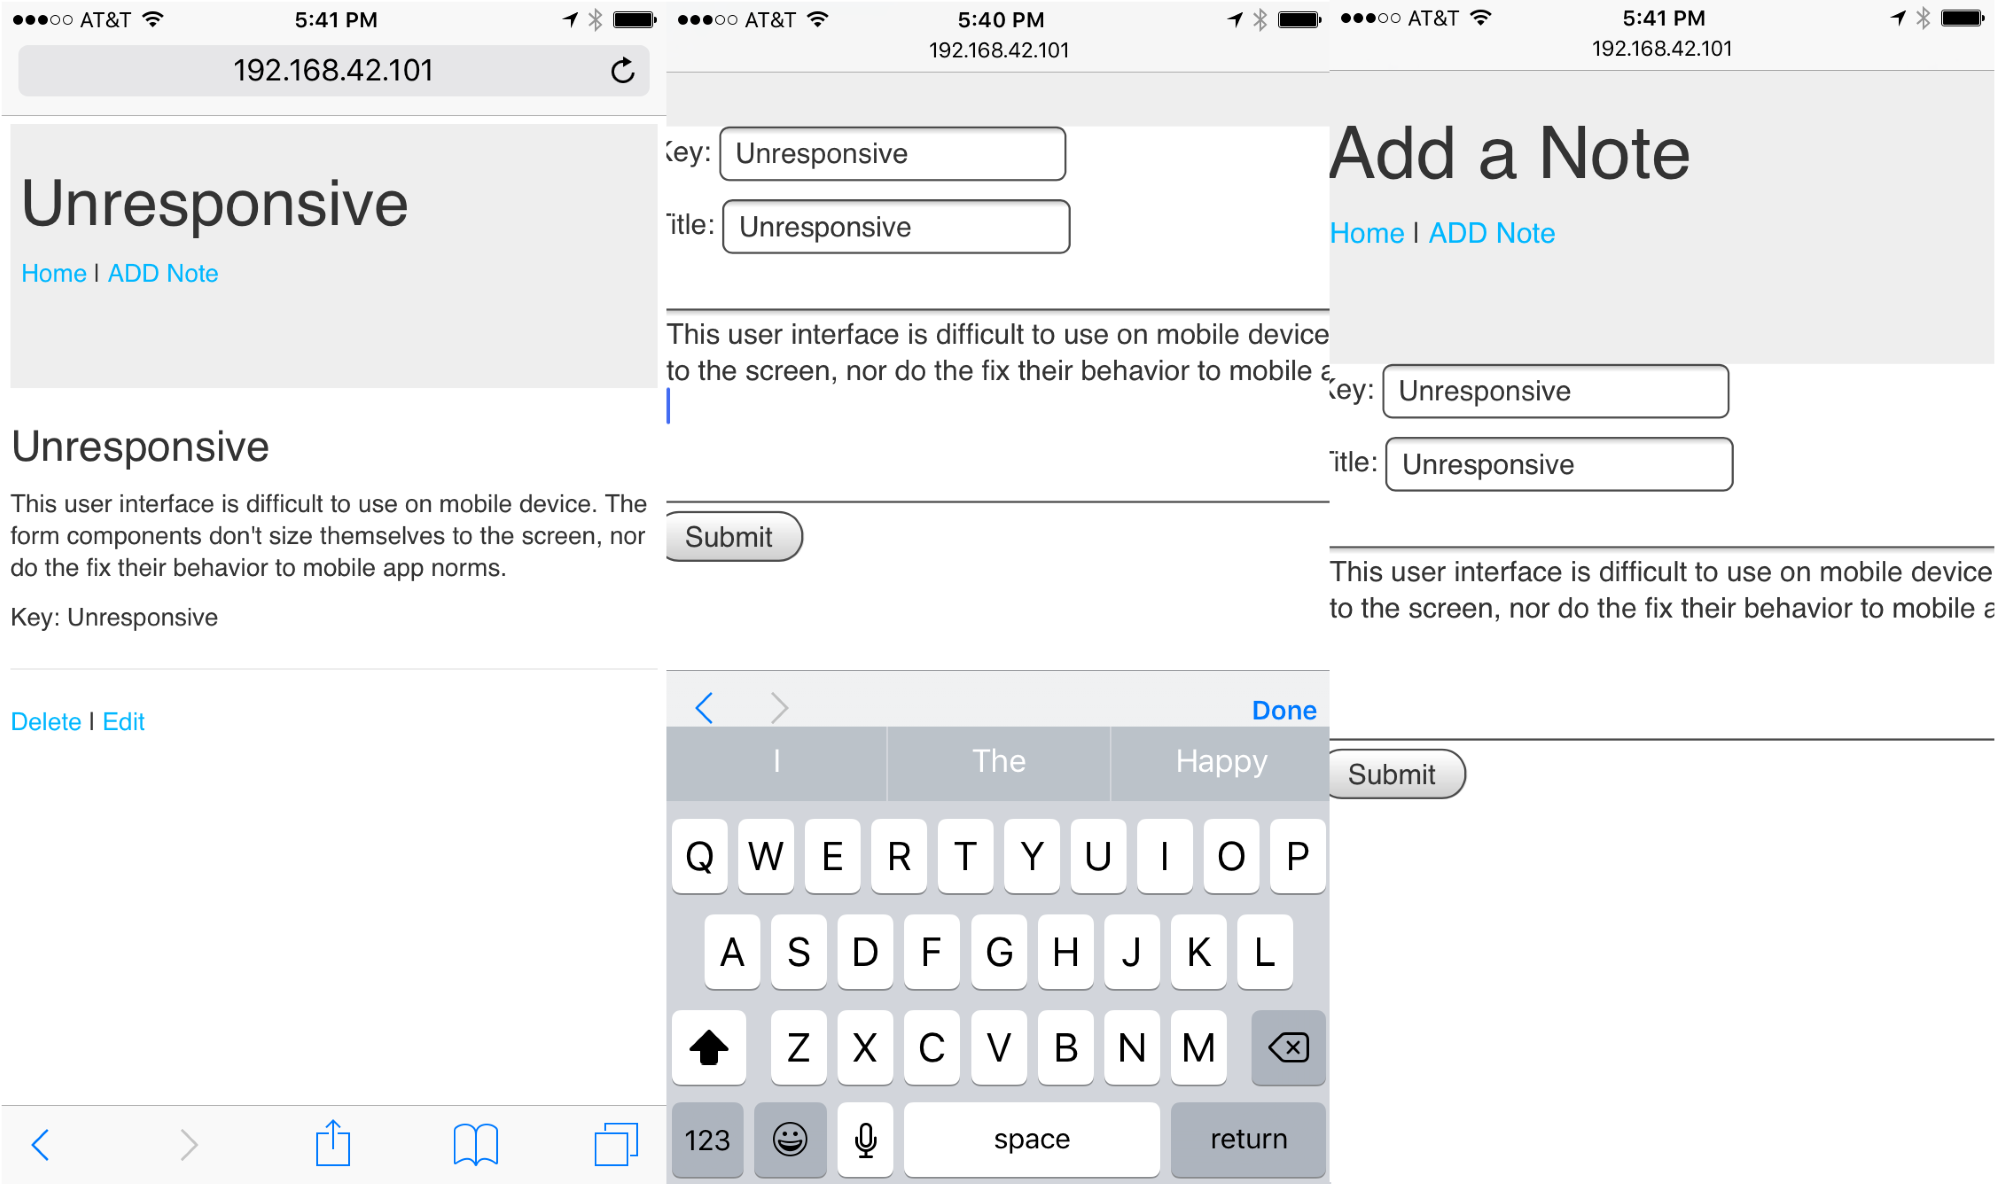 AT&T 5:41 PM
192.168.42.101
Unresponsive
Home | ADD Note
Unresponsive
This user interface is difficult to use on mobile device. The
form components don't size themselves to the screen, nor
do the fix their behavior to mobile app norms.
Key: Unresponsive
Delete | Edit
AT&T 5:40 PM
192.168.42.101
Key: Unresponsive
Title: Unresponsive
This user interface is difficult to use on mobile device
to the screen, nor do the fix their behavior to mobile a
Submit
Done
I The Happy
Q W E R T Y U I O P
A S D F G H J K L
Z X C V B N M
123 space return
AT&T 5:41 PM
192.168.42.101
Add a Note
Home | ADD Note
Key: Unresponsive
Title: Unresponsive
This user interface is difficult to use on mobile device
to the screen, nor do the fix their behavior to mobile a
Submit